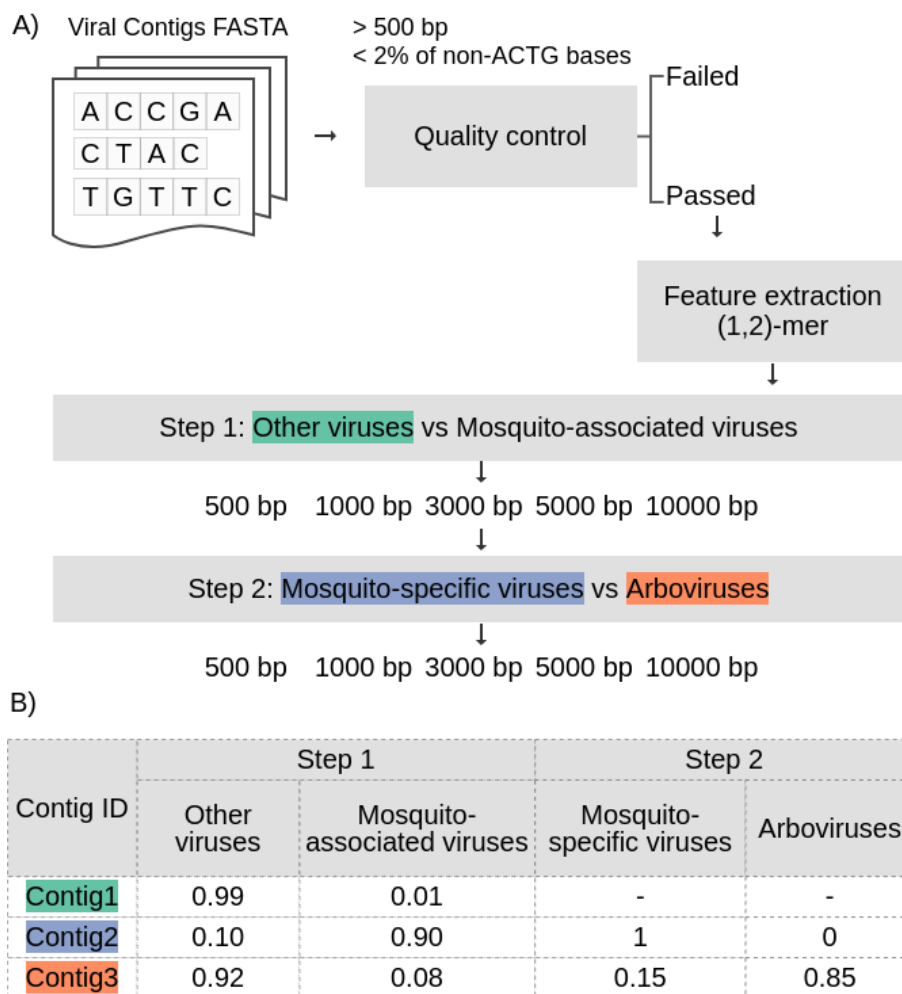 A)
Viral Contigs FASTA
> 500 bp
< 2% of non-ACTG bases
A C C G A
C T A C
T G T T C
Quality control
Failed
Passed
Feature extraction
(1,2)-mer
Step 1: Other viruses vs Mosquito-associated viruses
500 bp 1000 bp 3000 bp 5000 bp 10000 bp
Step 2: Mosquito-specific viruses vs Arboviruses
500 bp 1000 bp 3000 bp 5000 bp 10000 bp
B)
Contig ID
Step 1
Step 2
Other
viruses
Mosquito-
associated viruses
Mosquito-
specific viruses
Arboviruses
Contig1 0.99 0.01 - -
Contig2 0.10 0.90 1 0
Contig3 0.92 0.08 0.15 0.85